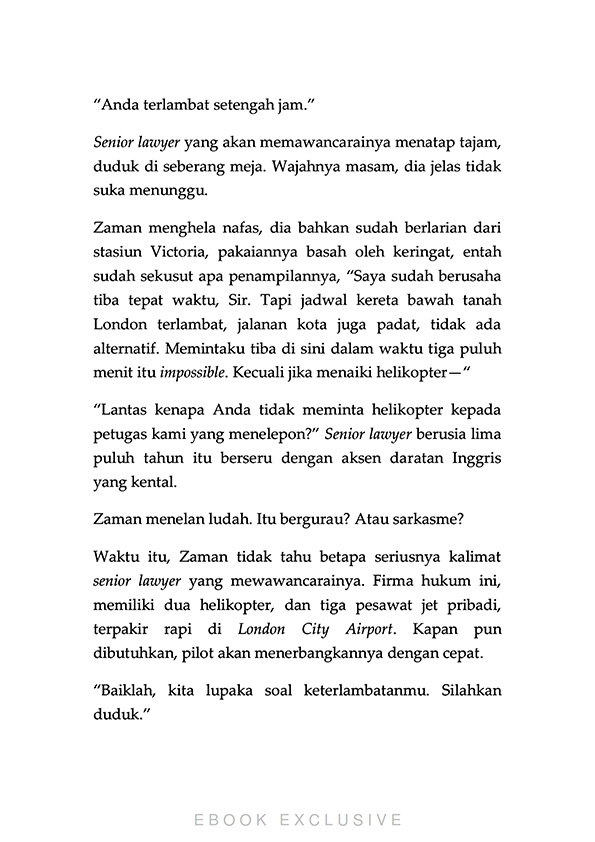 “Anda terlambat setengah jam.”
Senior lawyer yang akan memawancarainya menatap tajam,
duduk di seberang meja. Wajahnya masam, dia jelas tidak
suka menunggu.
Zaman menghela nafas, dia bahkan sudah berlarian dari
stasiun Victoria, pakaiannya basah oleh keringat, entah
sudah sekusut apa penampilannya, “Saya sudah berusaha
tiba tepat waktu, Sir. Tapi jadwal kereta bawah tanah
London terlambat, jalanan kota juga padat, tidak ada
alternatif. Memintaku tiba di sini dalam waktu tiga puluh
menit itu impossible. Kecuali jika menaiki helikopter—“
“Lantas kenapa Anda tidak meminta helikopter kepada
petugas kami yang menelepon?” Senior lawyer berusia lima
puluh tahun itu berseru dengan aksen daratan Inggris
yang kental.
Zaman menelan ludah. Itu bergurau? Atau sarkasme?
Waktu itu, Zaman tidak tahu betapa seriusnya kalimat
senior lawyer yang mewawancarainya. Firma hukum ini,
memiliki dua helikopter, dan tiga pesawat jet pribadi,
terpakir rapi di London City Airport. Kapan pun
dibutuhkan, pilot akan menerbangkannya dengan cepat.
“Baiklah, kita lupaka soal keterlambatanmu. Silahkan
duduk.”
EBOOK EXCLUSIVE